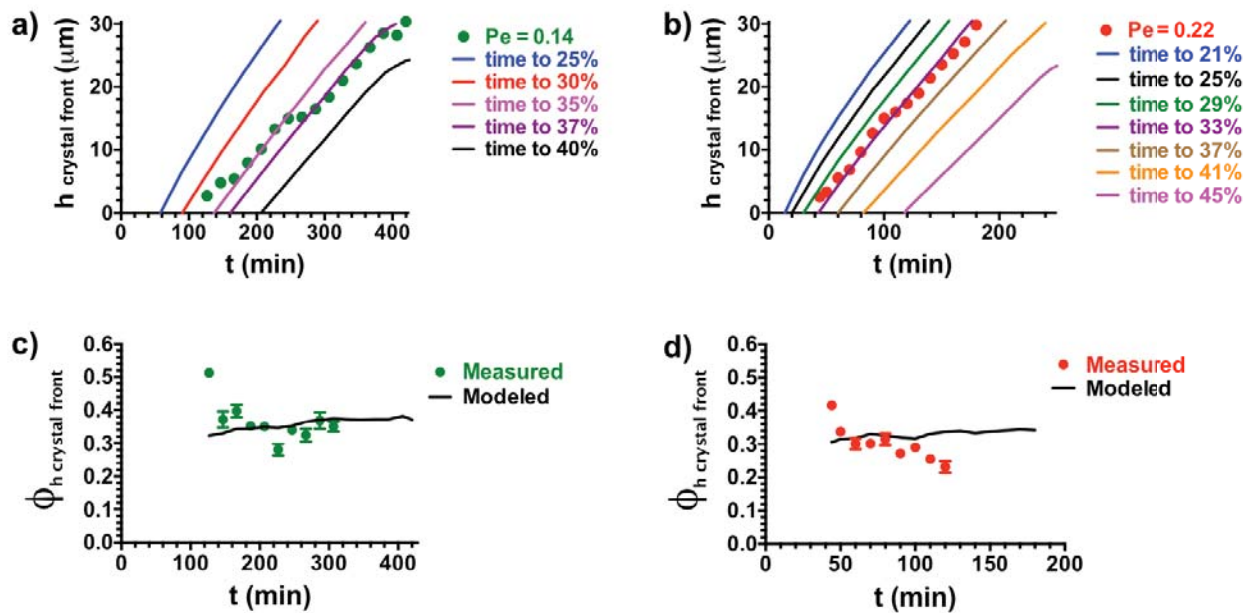 a)
h crystal front (μm)
30
20
10
0
0 100 200 300 400
t (min)
Pe = 0.14
time to 25%
time to 30%
time to 35%
time to 37%
time to 40%
b)
h crystal front (μm)
30
20
10
0
0 100 200
t (min)
Pe = 0.22
time to 21%
time to 25%
time to 29%
time to 33%
time to 37%
time to 41%
time to 45%
c)
ϕh crystal front
0.6
0.5
0.4
0.3
0.2
0.1
0.0
0 100 200 300 400
t (min)
Measured
Modeled
d)
ϕh crystal front
0.6
0.5
0.4
0.3
0.2
0.1
0.0
0 50 100 150 200
t (min)
Measured
Modeled